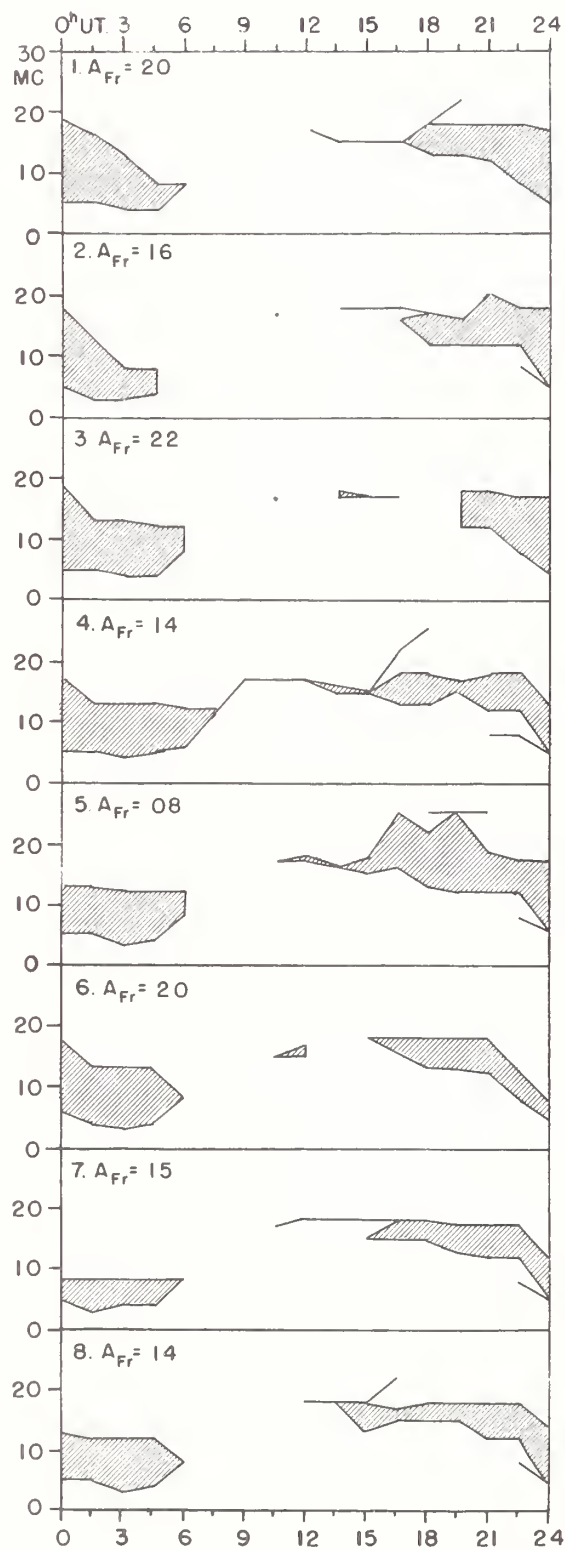 0ʰUT. 3 6 9 12 15 18 21 24
30
MC
1. A_Fr = 20
20
10
0
2. A_Fr = 16
20
10
0
3 A_Fr = 22
20
10
0
4. A_Fr = 14
20
10
0
5. A_Fr = 08
20
10
0
6. A_Fr = 20
20
10
0
7. A_Fr = 15
20
10
0
8. A_Fr = 14
20
10
0
0 3 6 9 12 15 18 21 24